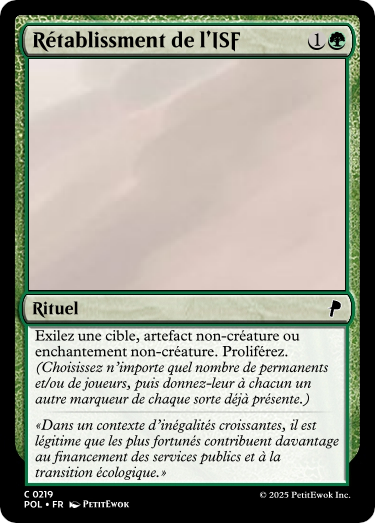 Rétablissment de l'ISF 1
Rituel
Exilez une cible, artefact non-créature ou
enchantement non-créature. Proliférez.
(Choisissez n'importe quel nombre de permanents
et/ou de joueurs, puis donnez-leur à chacun un
autre marqueur de chaque sorte déjà présente.)
«Dans un contexte d'inégalités croissantes, il est
légitime que les plus fortunés contribuent davantage
au financement des services publics et à la
transition écologique.»
C 0219
POL • FR PetitEwok
© 2025 PetitEwok Inc.